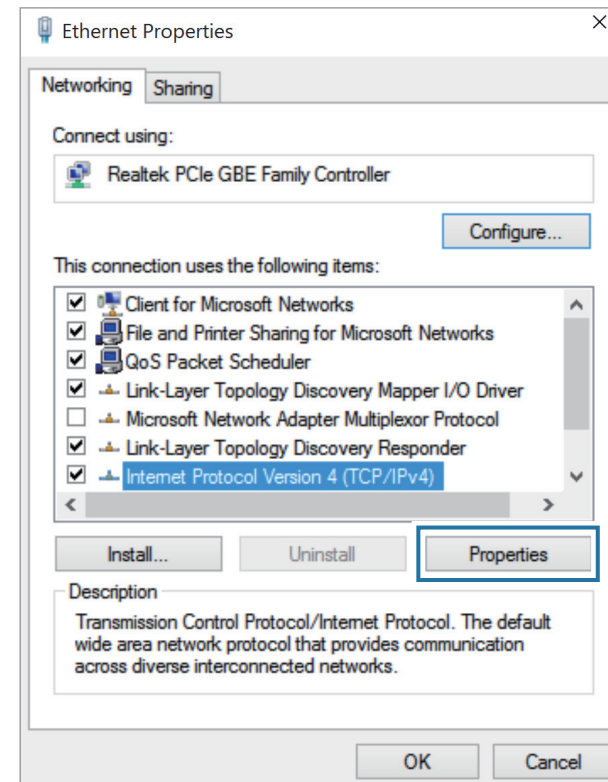 Ethernet Properties
Networking
Sharing
Connect using:
Realtek PCIe GBE Family Controller
Configure...
This connection uses the following items:
Client for Microsoft Networks
File and Printer Sharing for Microsoft Networks
QoS Packet Scheduler
Link-Layer Topology Discovery Mapper I/O Driver
Microsoft Network Adapter Multiplexor Protocol
Link-Layer Topology Discovery Responder
Internet Protocol Version 4 (TCP/IPv4)
Install...
Uninstall
Properties
Description
Transmission Control Protocol/Internet Protocol. The default
wide area network protocol that provides communication
across diverse interconnected networks.
OK
Cancel